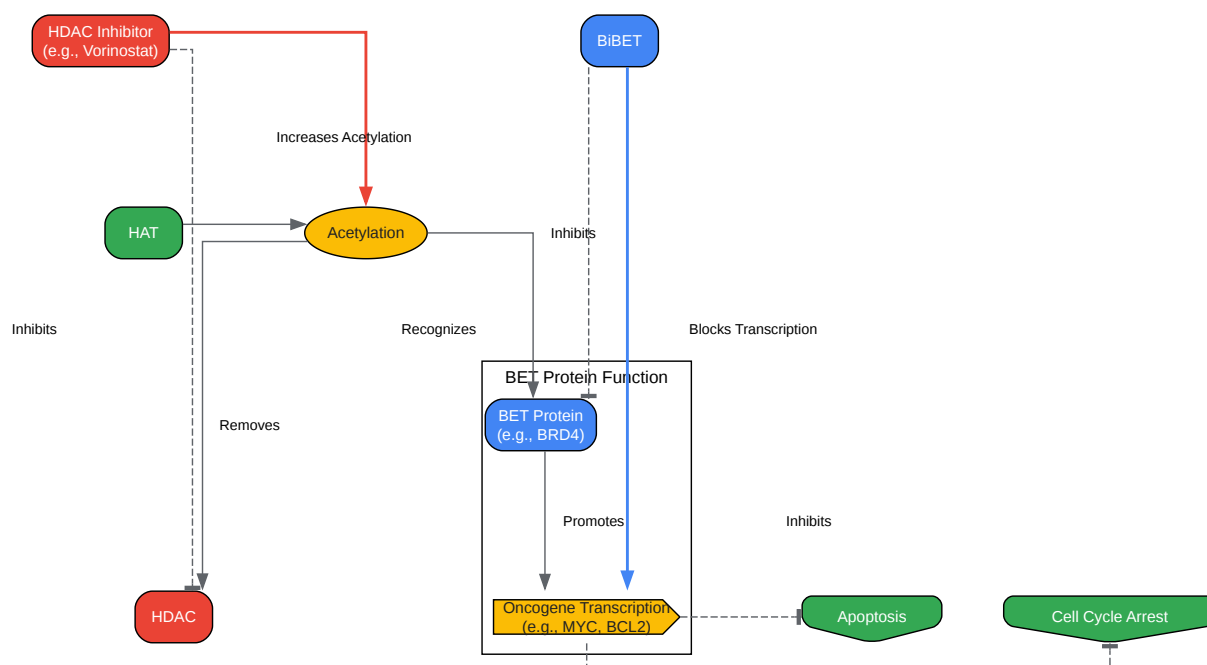 HDAC Inhibitor
(e.g., Vorinostat)
BiBET
Increases Acetylation
HAT
Acetylation
Inhibits
Inhibits
Recognizes
Blocks Transcription
BET Protein Function
BET Protein
(e.g., BRD4)
Removes
Promotes
Inhibits
HDAC
Oncogene Transcription
(e.g., MYC, BCL2)
Apoptosis
Cell Cycle Arrest